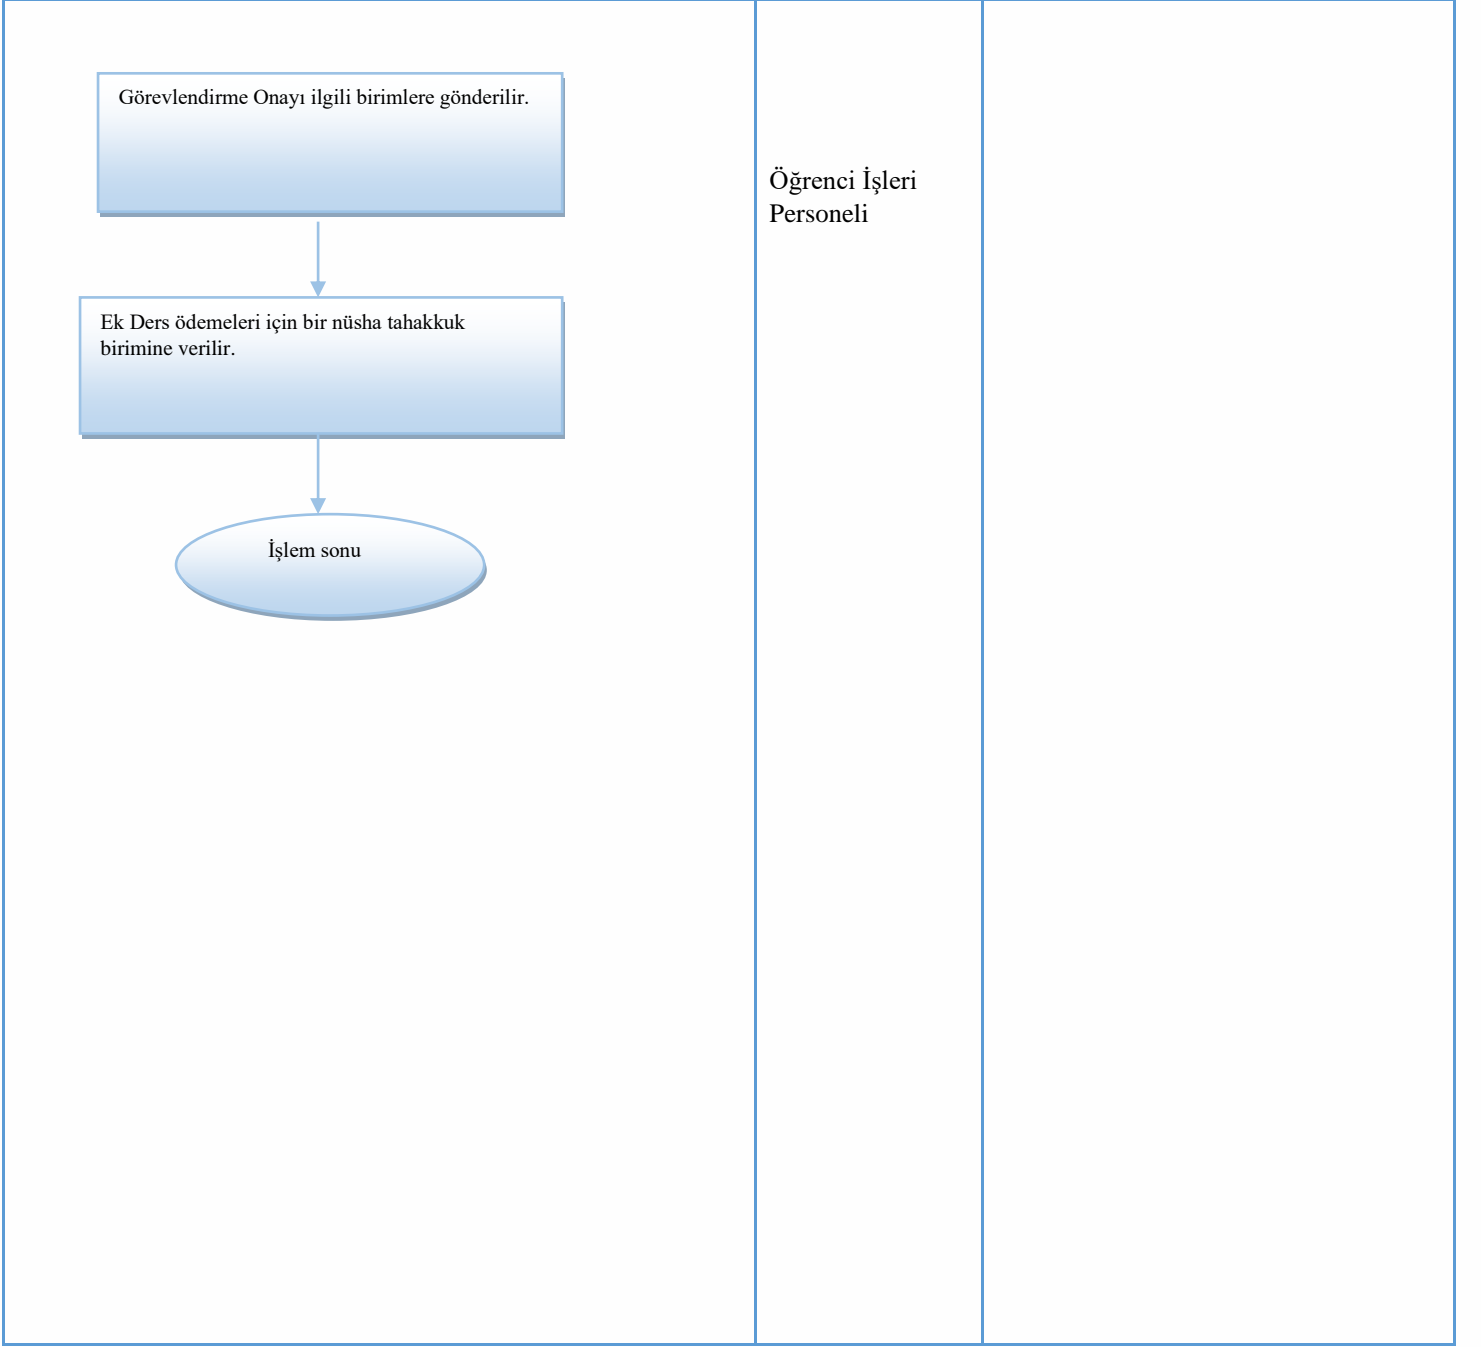 Görevlendirme Onayı ilgili birimlere gönderilir.
Öğrenci İşleri
Personeli
Ek Ders ödemeleri için bir nüsha tahakkuk
birimine verilir.
İşlem sonu